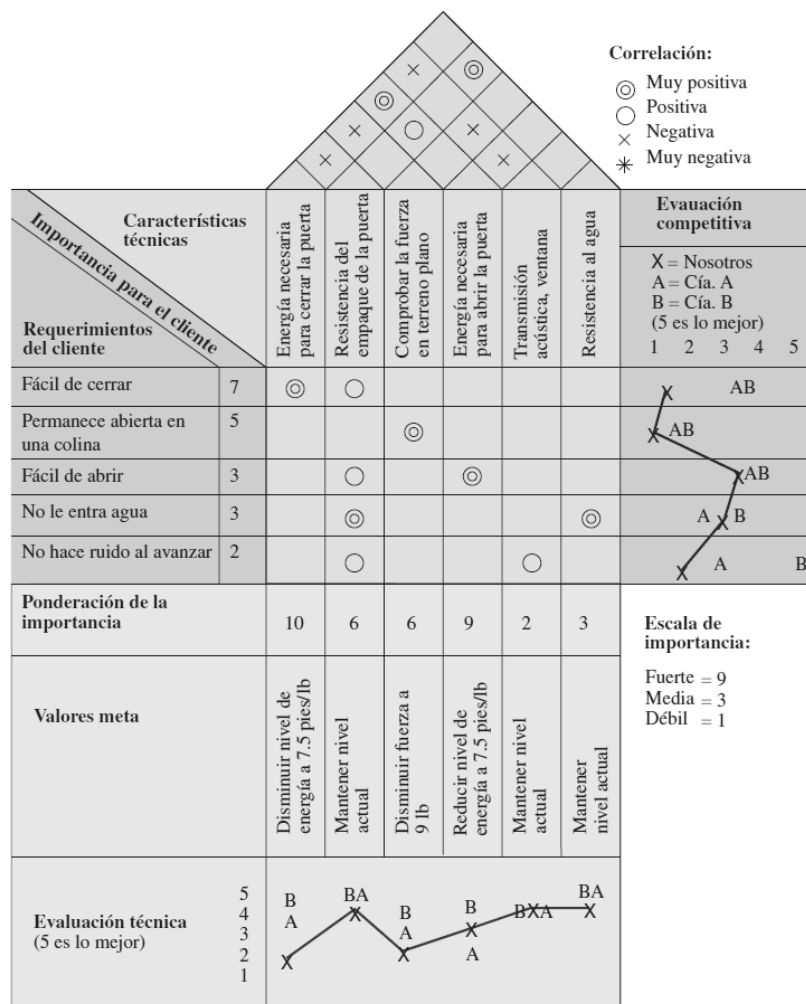 Correlación:
Muy positiva
Positiva
Negativa
Muy negativa
Características
técnicas
Importancia para el cliente
Requerimientos
del cliente
Energía necesaria
para cerrar la puerta
Resistencia del
empaque de la puerta
Comprobar la fuerza
en terreno plano
Energía necesaria
para abrir la puerta
Transmisión
acústica, ventana
Resistencia al agua
Evauación
competitiva
X = Nosotros
A = Cía. A
B = Cía. B
(5 es lo mejor)
1 2 3 4 5
Fácil de cerrar 7 X AB
Permanece abierta en 5 X AB
una colina
Fácil de abrir 3 X AB
No le entra agua 3 A X B
No hace ruido al avanzar 2 X A B
Ponderación de la
importancia
10 6 6 9 2 3
Escala de
importancia:
Fuerte = 9
Media = 3
Débil = 1
Valores meta
Disminuir nivel de
energía a 7.5 pies/lb
Mantener nivel
actual
Disminuir fuerza a
9 lb
Reducir nivel de
energía a 7.5 pies/lb
Mantener nivel
actual
Mantener
nivel actual
Evaluación técnica
(5 es lo mejor)
5
4
3
2
1
B
A
X
BA
X
B
A
X
B
X
A
BXA
BA
X